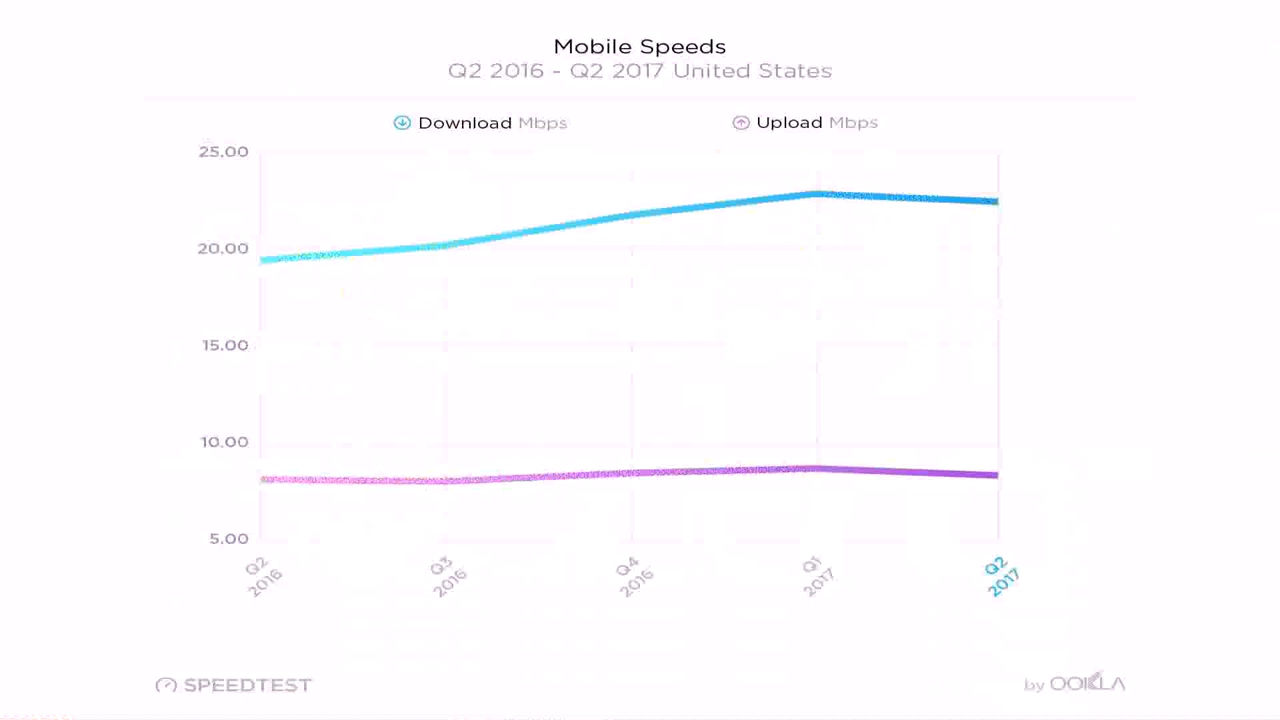 Mobile Speeds
Q2 2016 - Q2 2017 United States
Download Mbps
Upload Mbps
25.00
20.00
15.00
10.00
5.00
Q2 2016
Q3 2016
Q4 2016
Q1 2017
Q2 2017
SPEEDTEST
by OOKLA